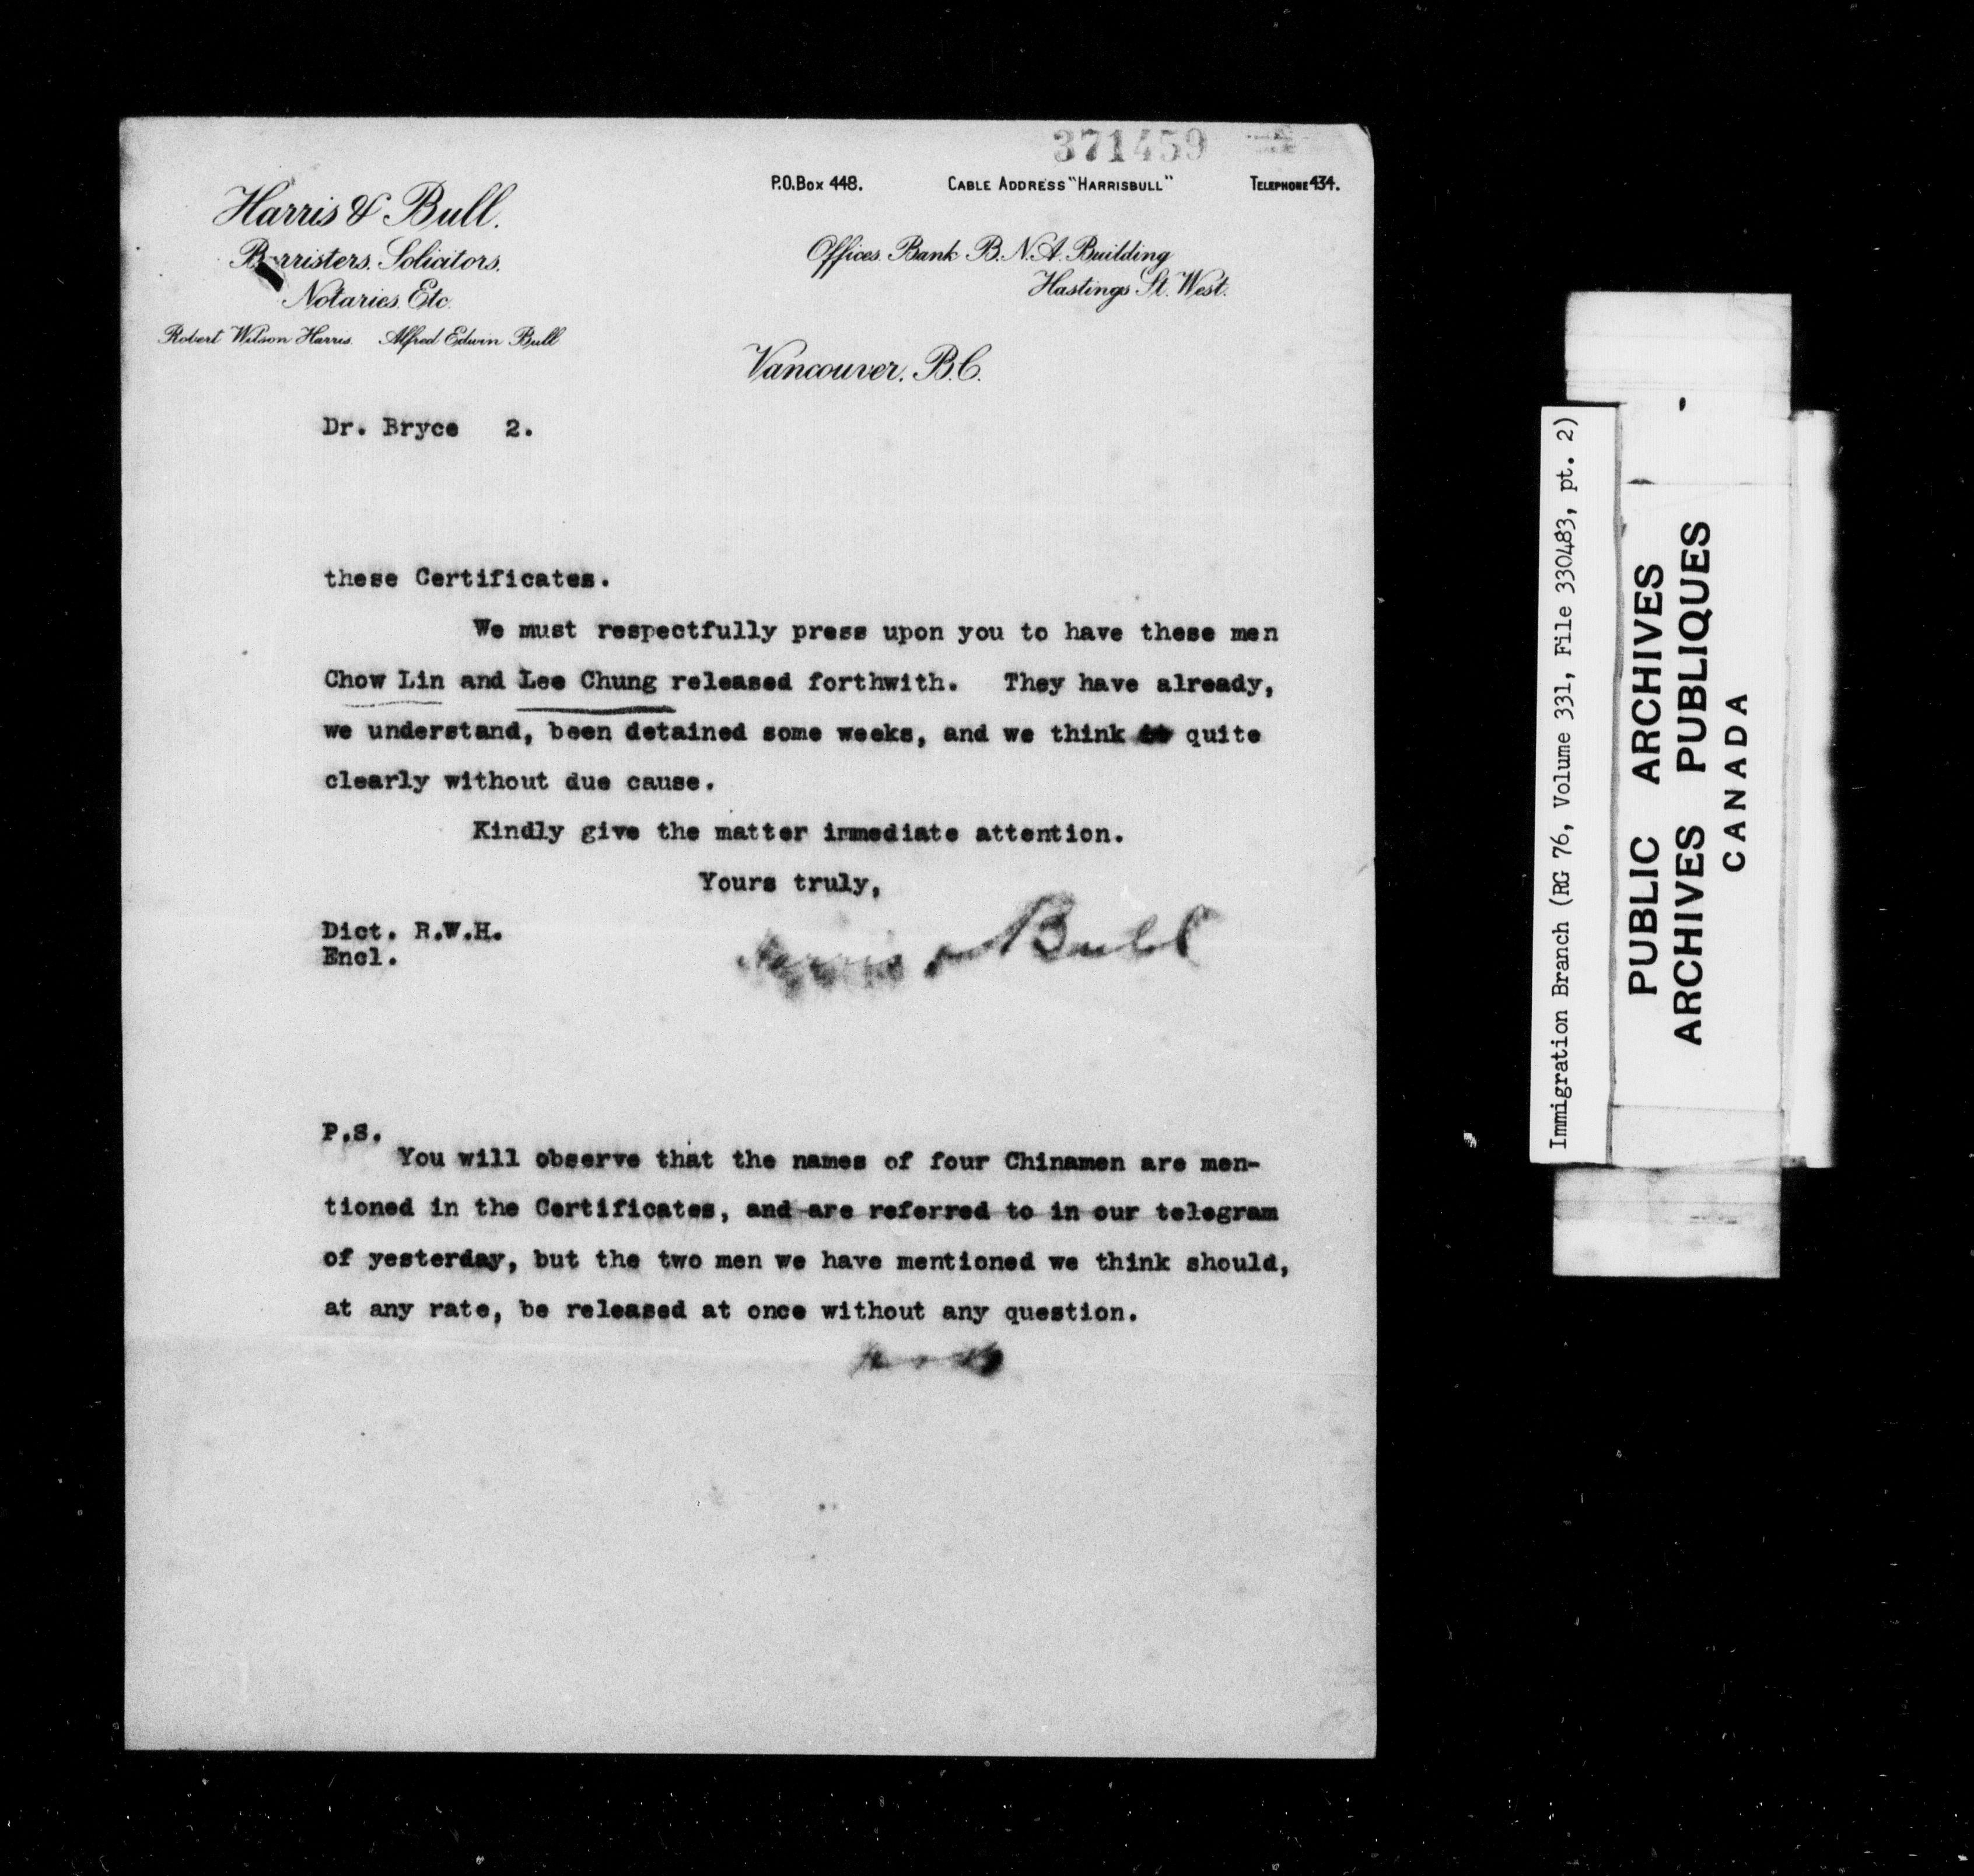 371459
P.O.Box 448. CABLE ADDRESS "HARRISBULL" TELEPHONE 434.
Harris & Bull.
Barristers. Solicitors.
Notaries. Etc.
Robert Wilson Harris. Alfred Edwin Bull
Offices. Bank B.N.A. Building
Hastings St. West.
Vancouver, B.C.
Dr. Bryce 2.
these Certificates.
We must respectfully press upon you to have these men
Chow Lin and Lee Chung released forthwith. They have already,
we understand, been detained some weeks, and we think quite
clearly without due cause.
Kindly give the matter immediate attention.
Yours truly,
Dict. R.W.H.
Encl.
Harris & Bull
P.S.
You will observe that the names of four Chinamen are men-
tioned in the Certificates, and are referred to in our telegram
of yesterday, but the two men we have mentioned we think should,
at any rate, be released at once without any question.
Immigration Branch (RG 76, Volume 331, File 330483, pt. 2)
PUBLIC ARCHIVES
ARCHIVES PUBLIQUES
CANADA